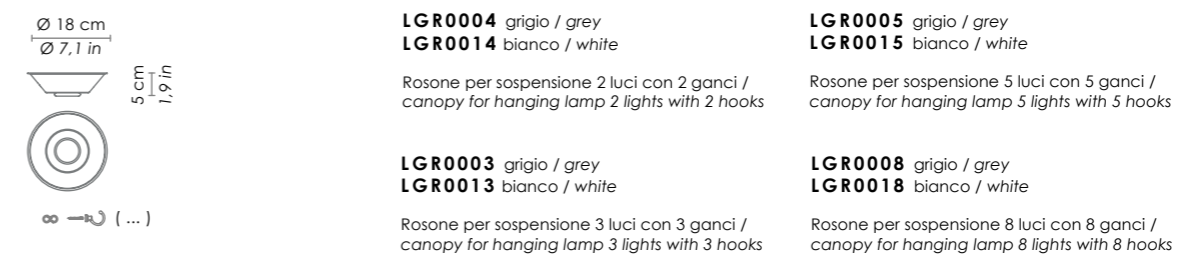 Ø 18 cm
Ø 7,1 in
5 cm
1,9 in
( ... )
LGR0004 grigio / grey
LGR0014 bianco / white
Rosone per sospensione 2 luci con 2 ganci /
canopy for hanging lamp 2 lights with 2 hooks
LGR0005 grigio / grey
LGR0015 bianco / white
Rosone per sospensione 5 luci con 5 ganci /
canopy for hanging lamp 5 lights with 5 hooks
LGR0003 grigio / grey
LGR0013 bianco / white
Rosone per sospensione 3 luci con 3 ganci /
canopy for hanging lamp 3 lights with 3 hooks
LGR0008 grigio / grey
LGR0018 bianco / white
Rosone per sospensione 8 luci con 8 ganci /
canopy for hanging lamp 8 lights with 8 hooks